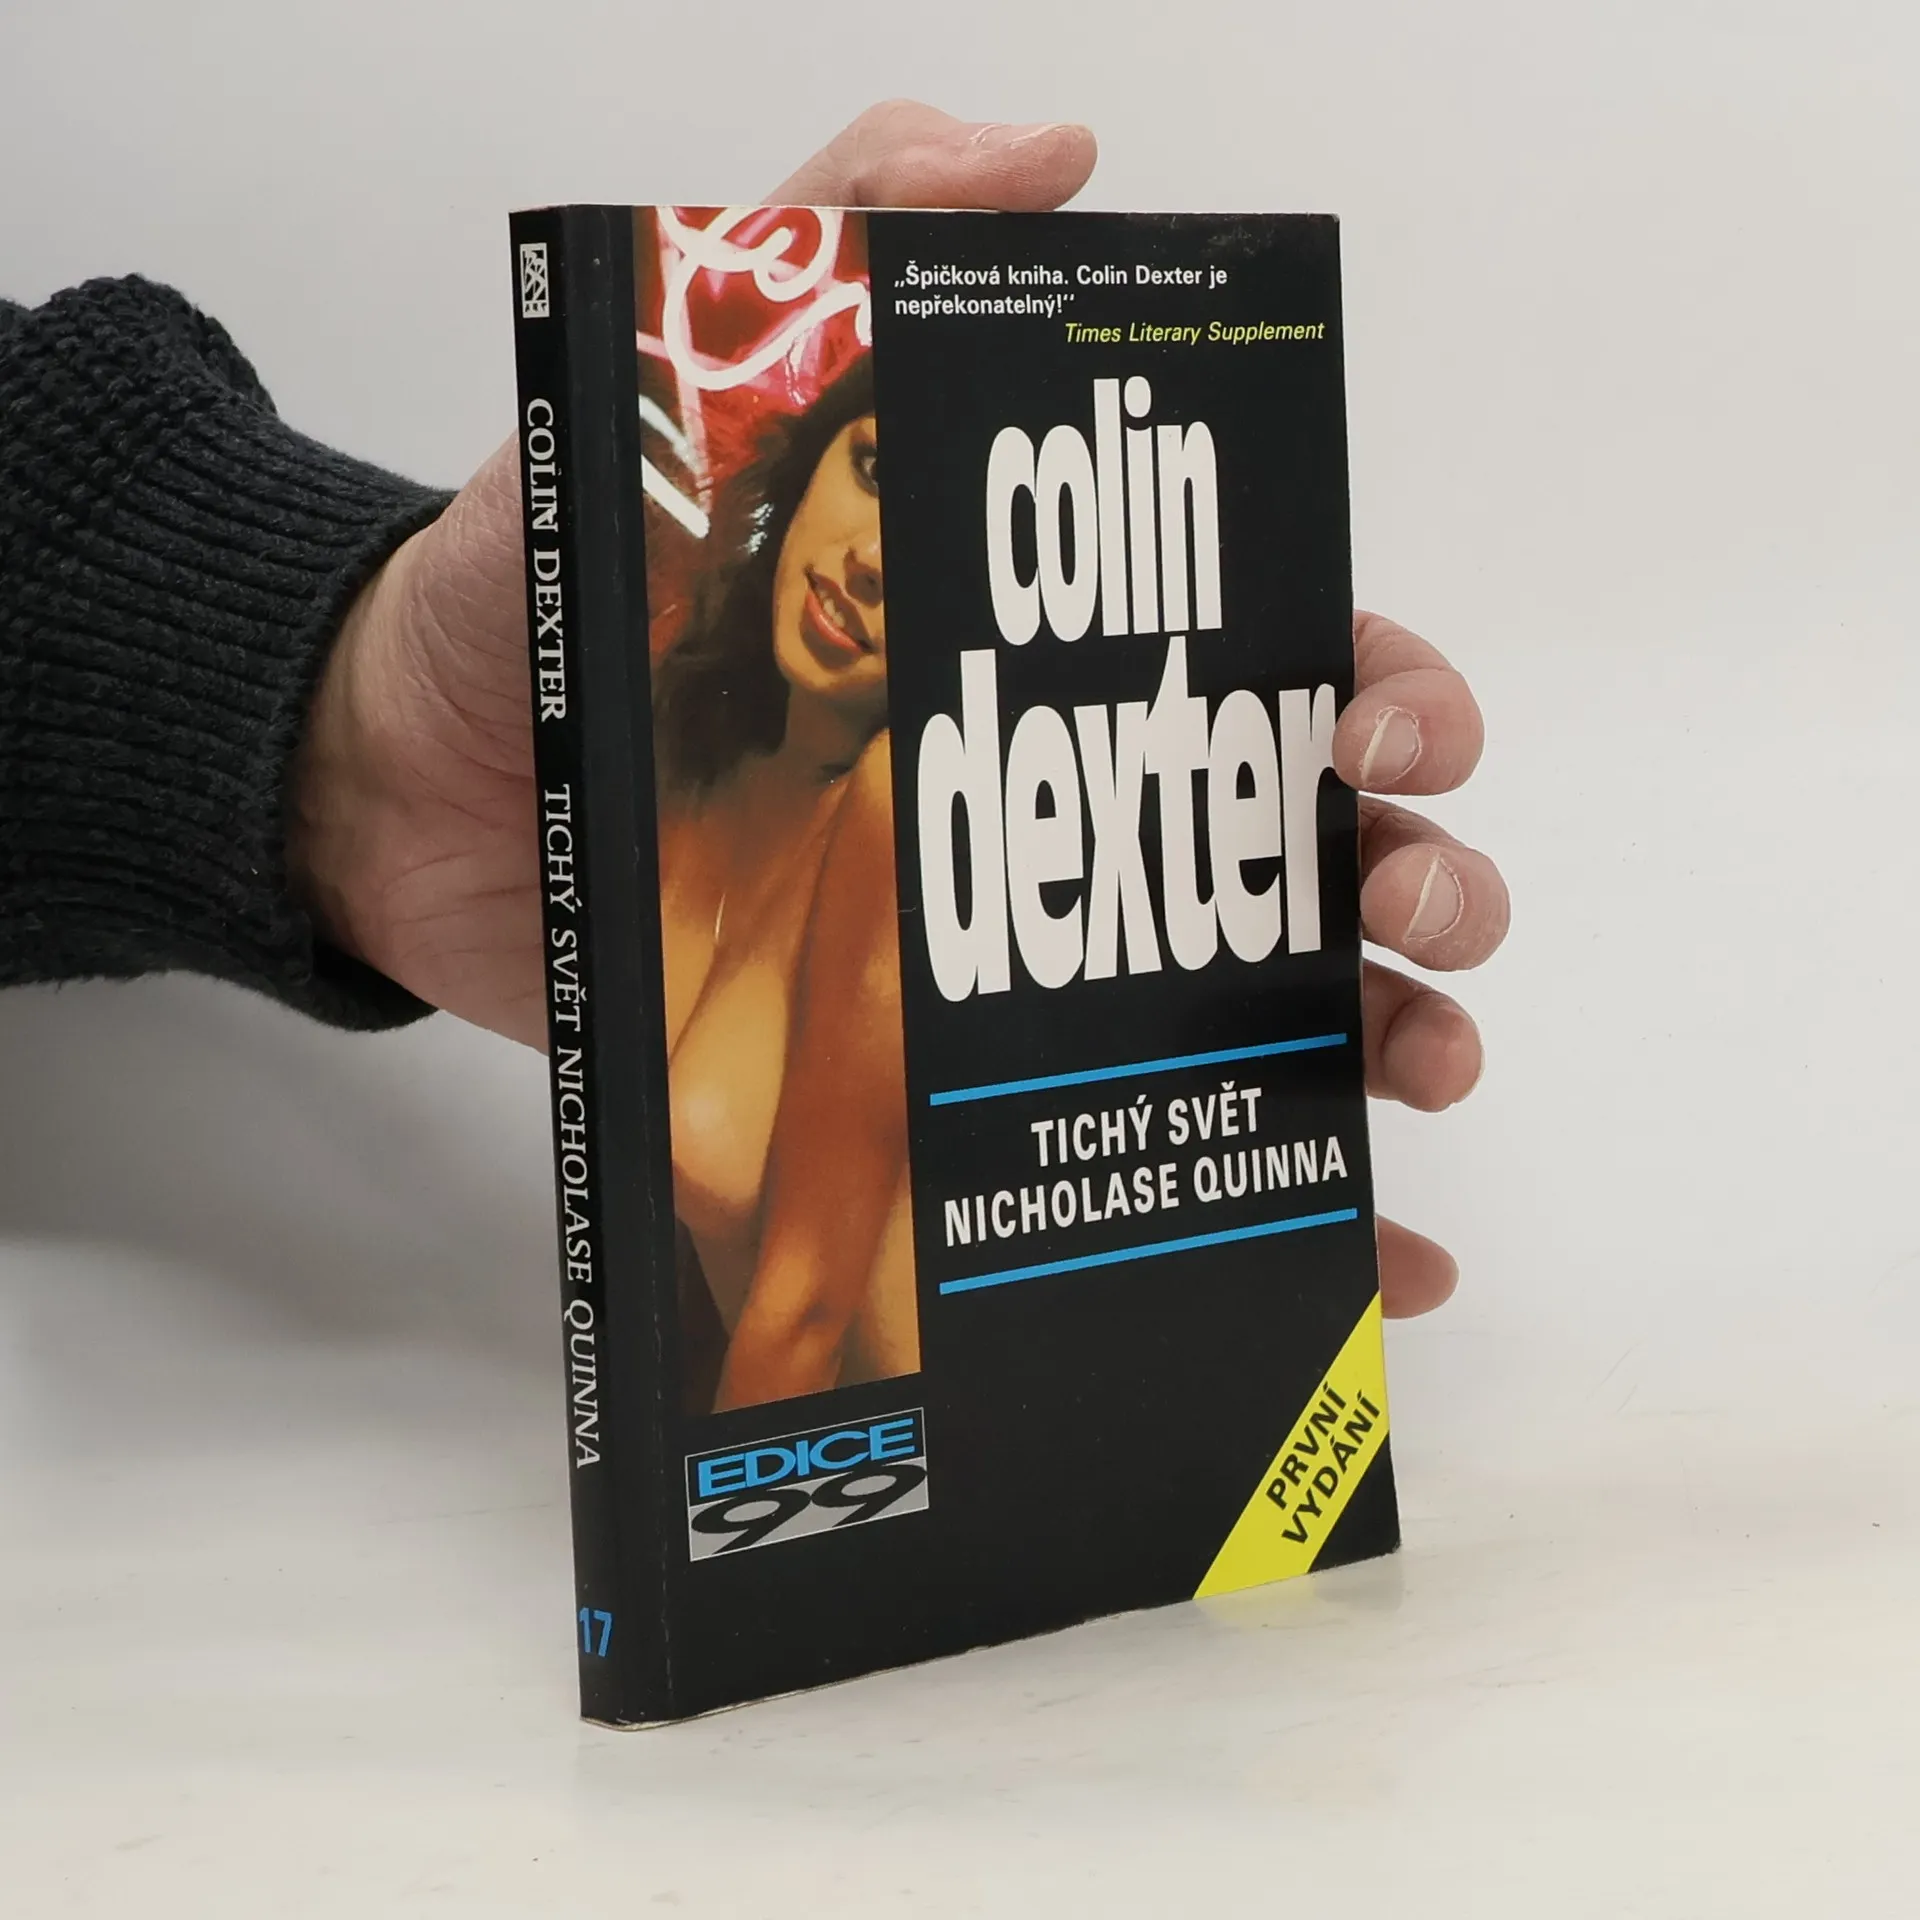 „Špičková kniha. Colin Dexter je
nepřekonatelný!“
Times Literary Supplement
colin
dexter
TICHÝ SVĚT
NICHOLASE QUINNA
PRVNÍ
VYDÁNÍ
EDICE
99
COLIN DEXTER TICHÝ SVĚT NICHOLASE QUINNA
17